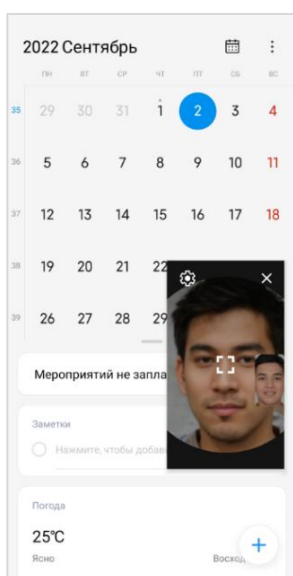 2022 Сентябрь
ПН ВТ СР ЧТ ПТ СБ ВС
35 29 30 31 1 2 3 4
36 5 6 7 8 9 10 11
37 12 13 14 15 16 17 18
38 19 20 21 22
39 26 27 28 29
Мероприятий не запла
Заметки
Нажмите, чтобы добав
Погода
25℃
Ясно Восход